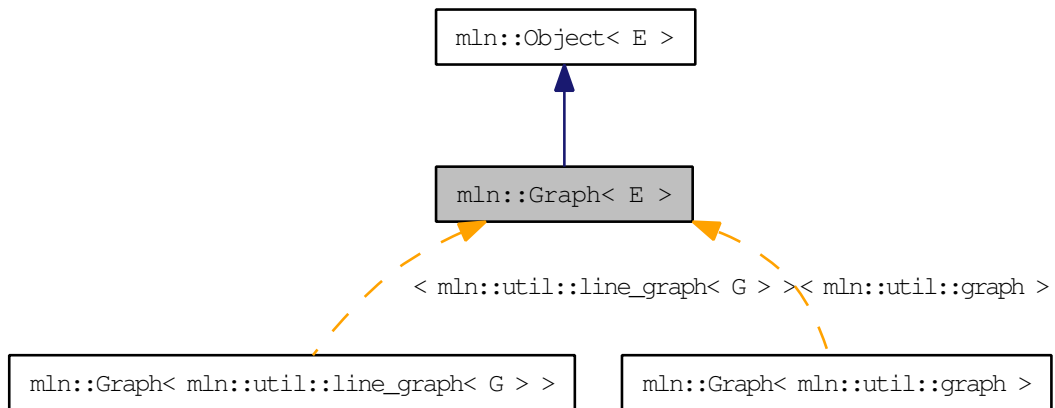 mln::Object< E >
mln::Graph< E >
< mln::util::line_graph< G > >
< mln::util::graph >
mln::Graph< mln::util::line_graph< G > >
mln::Graph< mln::util::graph >